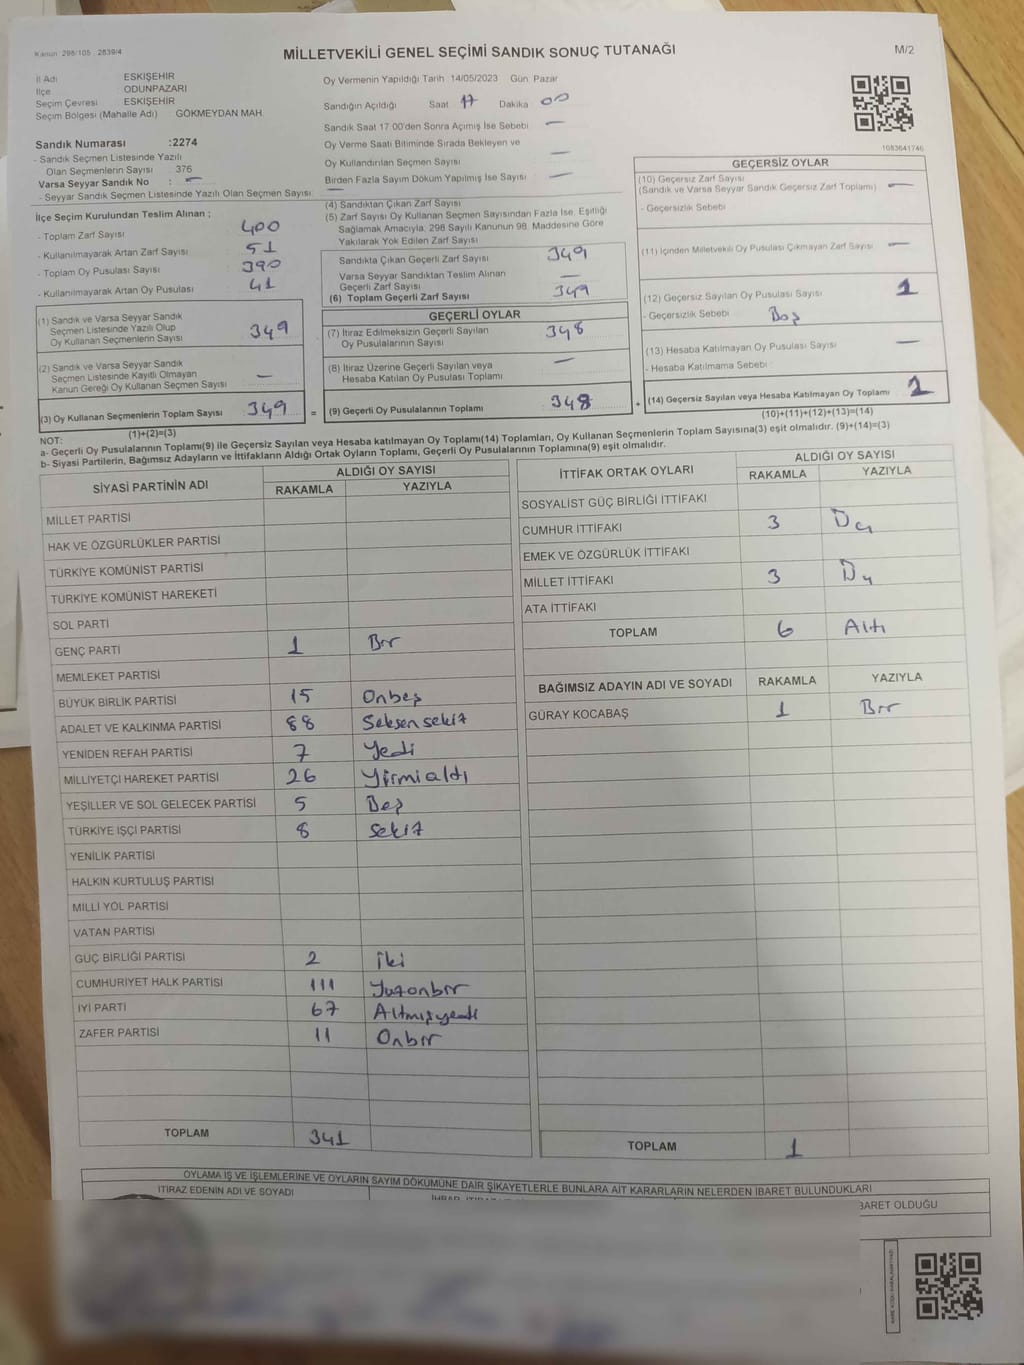 Kanun: 298/105 : 2839/4
MİLLETVEKİLİ GENEL SEÇİMİ SANDIK SONUÇ TUTANAĞI
M/2
İl Adı ESKİŞEHİR
İlçe ODUNPAZARI
Seçim Çevresi ESKİŞEHİR
Seçim Bölgesi (Mahalle Adı) GÖKMEYDAN MAH.
Sandık Numarası :2274
- Sandık Seçmen Listesinde Yazılı
Olan Seçmenlerin Sayısı : 376
Varsa Seyyar Sandık No : —
- Seyyar Sandık Seçmen Listesinde Yazılı Olan Seçmen Sayısı: —
Oy Vermenin Yapıldığı Tarih :14/05/2023 Gün: Pazar
Sandığın Açıldığı Saat 17 Dakika 00
Sandık Saat 17:00'den Sonra Açımış İse Sebebi —
Oy Verme Saati Bitiminde Sırada Bekleyen ve
Oy Kullandırılan Seçmen Sayısı —
Birden Fazla Sayım Döküm Yapılmış İse Sayısı —
1083641746
İlçe Seçim Kurulundan Teslim Alınan ;
- Toplam Zarf Sayısı 400
- Kullanılmayarak Artan Zarf Sayısı 51
- Toplam Oy Pusulası Sayısı 390
- Kullanılmayarak Artan Oy Pusulası 41
(1) Sandık ve Varsa Seyyar Sandık
Seçmen Listesinde Yazılı Olup
Oy Kullanan Seçmenlerin Sayısı 349
(2) Sandık ve Varsa Seyyar Sandık
Seçmen Listesinde Kayıtlı Olmayan
Kanun Gereği Oy Kullanan Seçmen Sayısı —
(3) Oy Kullanan Seçmenlerin Toplam Sayısı 349 =
(1)+(2)=(3)
(4) Sandıktan Çıkan Zarf Sayısı
(5) Zarf Sayısı Oy Kullanan Seçmen Sayısından Fazla İse, Eşitliği
Sağlamak Amacıyla, 298 Sayılı Kanunun 98. Maddesine Göre
Yakılarak Yok Edilen Zarf Sayısı
Sandıkta Çıkan Geçerli Zarf Sayısı 349
Varsa Seyyar Sandıktan Teslim Alınan
Geçerli Zarf Sayısı —
(6) Toplam Geçerli Zarf Sayısı 349
GEÇERLİ OYLAR
(7) İtiraz Edilmeksizin Geçerli Sayılan
Oy Pusulalarının Sayısı 348
(8) İtiraz Üzerine Geçerli Sayılan veya
Hesaba Katılan Oy Pusulası Toplamı —
(9) Geçerli Oy Pusulalarının Toplamı 348 +
GEÇERSİZ OYLAR
(10) Geçersiz Zarf Sayısı
(Sandık ve Varsa Seyyar Sandık Geçersiz Zarf Toplamı) —
- Geçersizlik Sebebi
(11) İçinden Milletvekili Oy Pusulası Çıkmayan Zarf Sayısı —
(12) Geçersiz Sayılan Oy Pusulası Sayısı 1
- Geçersizlik Sebebi Boş
(13) Hesaba Katılmayan Oy Pusulası Sayısı —
- Hesaba Katılmama Sebebi
(14) Geçersiz Sayılan veya Hesaba Katılmayan Oy Toplamı 1
(10)+(11)+(12)+(13)=(14)
NOT:
a- Geçerli Oy Pusulalarının Toplamı(9) ile Geçersiz Sayılan veya Hesaba katılmayan Oy Toplamı(14) Toplamları, Oy Kullanan Seçmenlerin Toplam Sayısına(3) eşit olmalıdır. (9)+(14)=(3)
b- Siyasi Partilerin, Bağımsız Adayların ve İttifakların Aldığı Ortak Oyların Toplamı, Geçerli Oy Pusulalarının Toplamına(9) eşit olmalıdır.
SİYASİ PARTİNİN ADI ALDIĞI OY SAYISI
RAKAMLA YAZIYLA
MİLLET PARTİSİ
HAK VE ÖZGÜRLÜKLER PARTİSİ
TÜRKİYE KOMÜNİST PARTİSİ
TÜRKİYE KOMÜNİST HAREKETİ
SOL PARTİ
GENÇ PARTİ 1 Bir
MEMLEKET PARTİSİ
BÜYÜK BİRLİK PARTİSİ 15 Onbeş
ADALET VE KALKINMA PARTİSİ 88 Seksensekiz
YENİDEN REFAH PARTİSİ 7 Yedi
MİLLİYETÇİ HAREKET PARTİSİ 26 Yirmialtı
YEŞİLLER VE SOL GELECEK PARTİSİ 5 Beş
TÜRKİYE İŞÇİ PARTİSİ 8 Sekiz
YENİLİK PARTİSİ
HALKIN KURTULUŞ PARTİSİ
MİLLİ YOL PARTİSİ
VATAN PARTİSİ
GÜÇ BİRLİĞİ PARTİSİ 2 İki
CUMHURİYET HALK PARTİSİ 111 Yüzonbir
İYİ PARTİ 67 Altmışyedi
ZAFER PARTİSİ 11 Onbir
TOPLAM 341
İTTİFAK ORTAK OYLARI ALDIĞI OY SAYISI
RAKAMLA YAZIYLA
SOSYALİST GÜÇ BİRLİĞİ İTTİFAKI
CUMHUR İTTİFAKI 3 Üç
EMEK VE ÖZGÜRLÜK İTTİFAKI
MİLLET İTTİFAKI 3 Üç
ATA İTTİFAKI
TOPLAM 6 Altı
BAĞIMSIZ ADAYIN ADI VE SOYADI RAKAMLA YAZIYLA
GÜRAY KOCABAŞ 1 Bir
TOPLAM 1
OYLAMA İŞ VE İŞLEMLERİNE VE OYLARIN SAYIM DÖKÜMÜNE DAİR ŞİKAYETLERLE BUNLARA AİT KARARLARIN NELERDEN İBARET BULUNDUKLARI
İTİRAZ EDENİN ADI VE SOYADI
BARET OLDUĞU